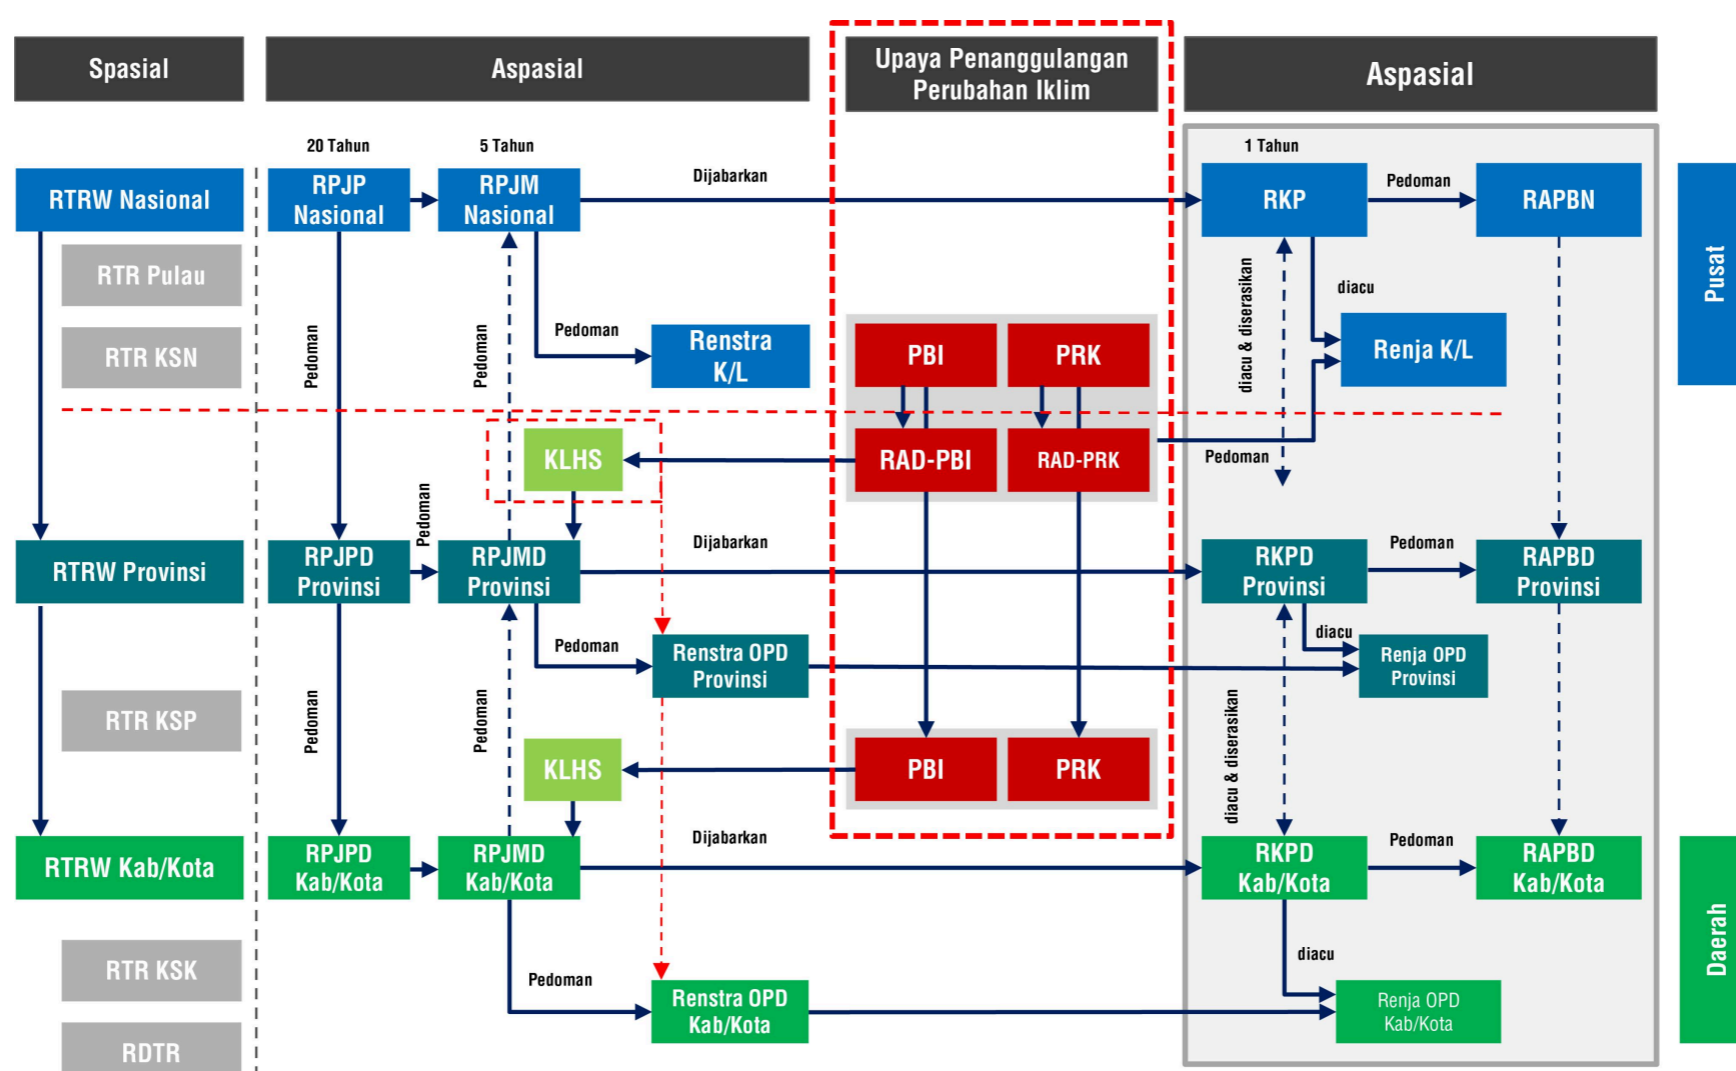 Spasial
Aspasial
Upaya Penanggulangan
Perubahan Iklim
Aspasial
20 Tahun
5 Tahun
1 Tahun
RTRW Nasional
RPJP
Nasional
RPJM
Nasional
Dijabarkan
RKP
Pedoman
RAPBN
Pusat
RTR Pulau
RTR KSN
Pedoman
Pedoman
Pedoman
Renstra
K/L
PBI
PRK
diacu & diserasikan
diacu
Renja K/L
KLHS
RAD-PBI
RAD-PRK
Pedoman
Pedoman
RTRW Provinsi
RPJPD
Provinsi
RPJMD
Provinsi
Dijabarkan
RKPD
Provinsi
Pedoman
RAPBD
Provinsi
Pedoman
Renstra OPD
Provinsi
diacu
Renja OPD
Provinsi
RTR KSP
Pedoman
Pedoman
KLHS
PBI
PRK
diacu & diserasikan
RTRW Kab/Kota
RPJPD
Kab/Kota
RPJMD
Kab/Kota
Dijabarkan
RKPD
Kab/Kota
Pedoman
RAPBD
Kab/Kota
Daerah
RTR KSK
Pedoman
Renstra OPD
Kab/Kota
diacu
Renja OPD
Kab/Kota
RDTR